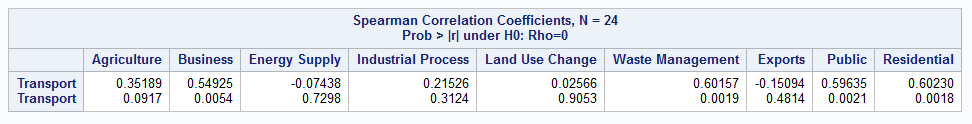 Spearman Correlation Coefficients, N = 24
Prob > |r| under H0: Rho=0
Agriculture Business Energy Supply Industrial Process Land Use Change Waste Management Exports Public Residential
Transport 0.35189 0.54925 -0.07438 0.21526 0.02566 0.60157 -0.15094 0.59635 0.60230
Transport 0.0917 0.0054 0.7298 0.3124 0.9053 0.0019 0.4814 0.0021 0.0018